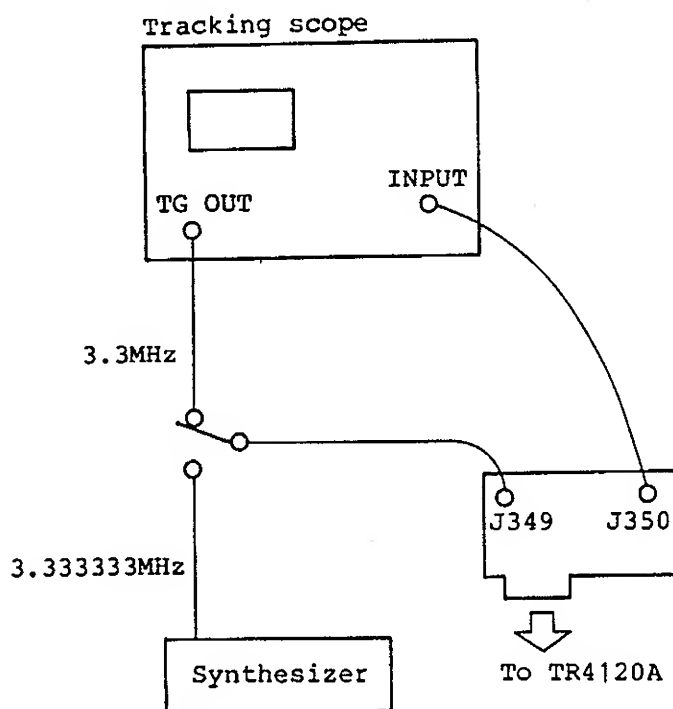 Tracking scope
INPUT
TG OUT
3.3MHz
J349 J350
3.333333MHz
Synthesizer
To TR4120A